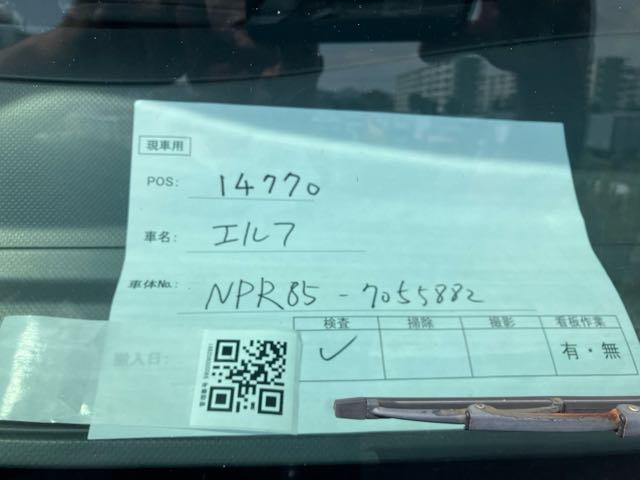 現車用
POS: 14770
車名: エルフ
車体No. NPR85-7055882
検査 掃除 撮影 看板作業
✓ 有・無
搬入日: